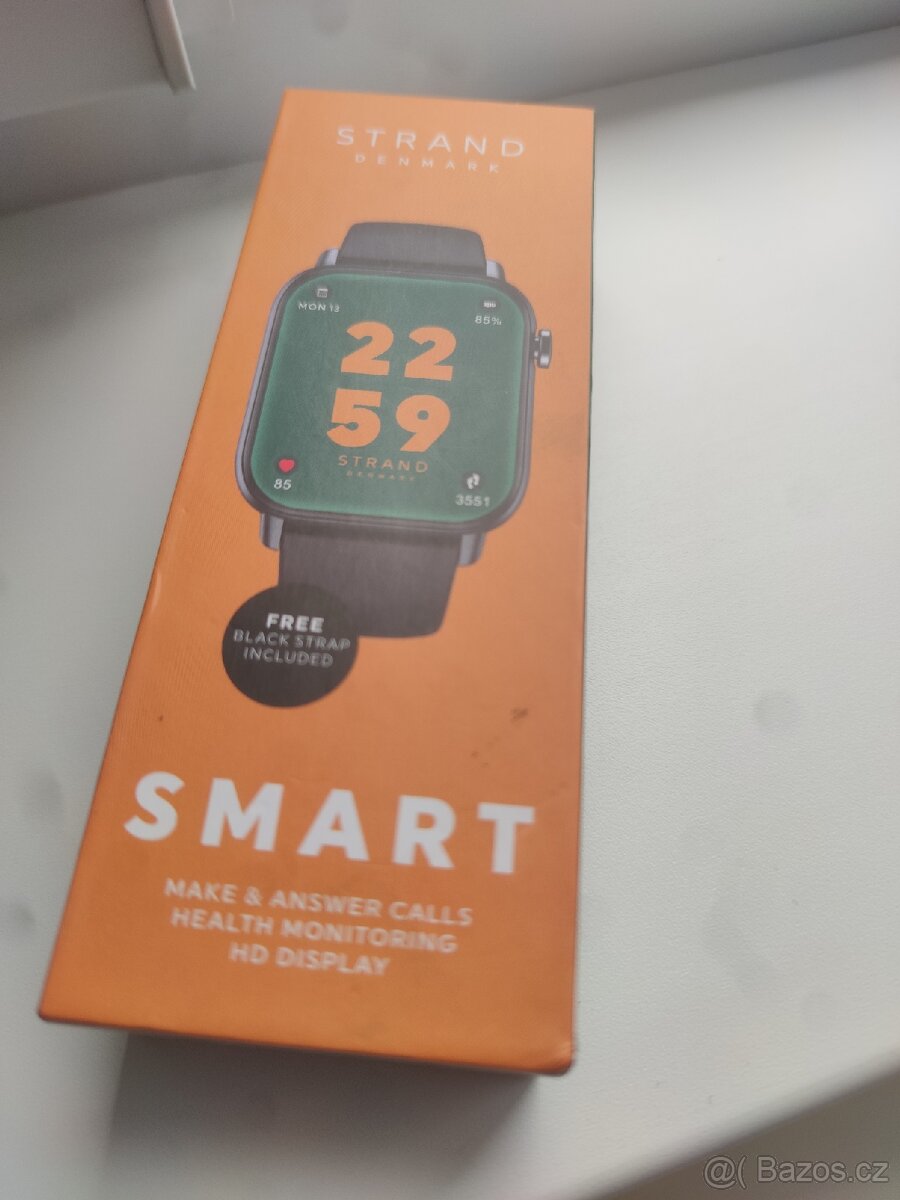 STRAND
DENMARK
MON 13
85%
22
59
STRAND
DENMARK
85
3551
FREE
BLACK STRAP
INCLUDED
SMART
MAKE & ANSWER CALLS
HEALTH MONITORING
HD DISPLAY
@( Bazos.cz